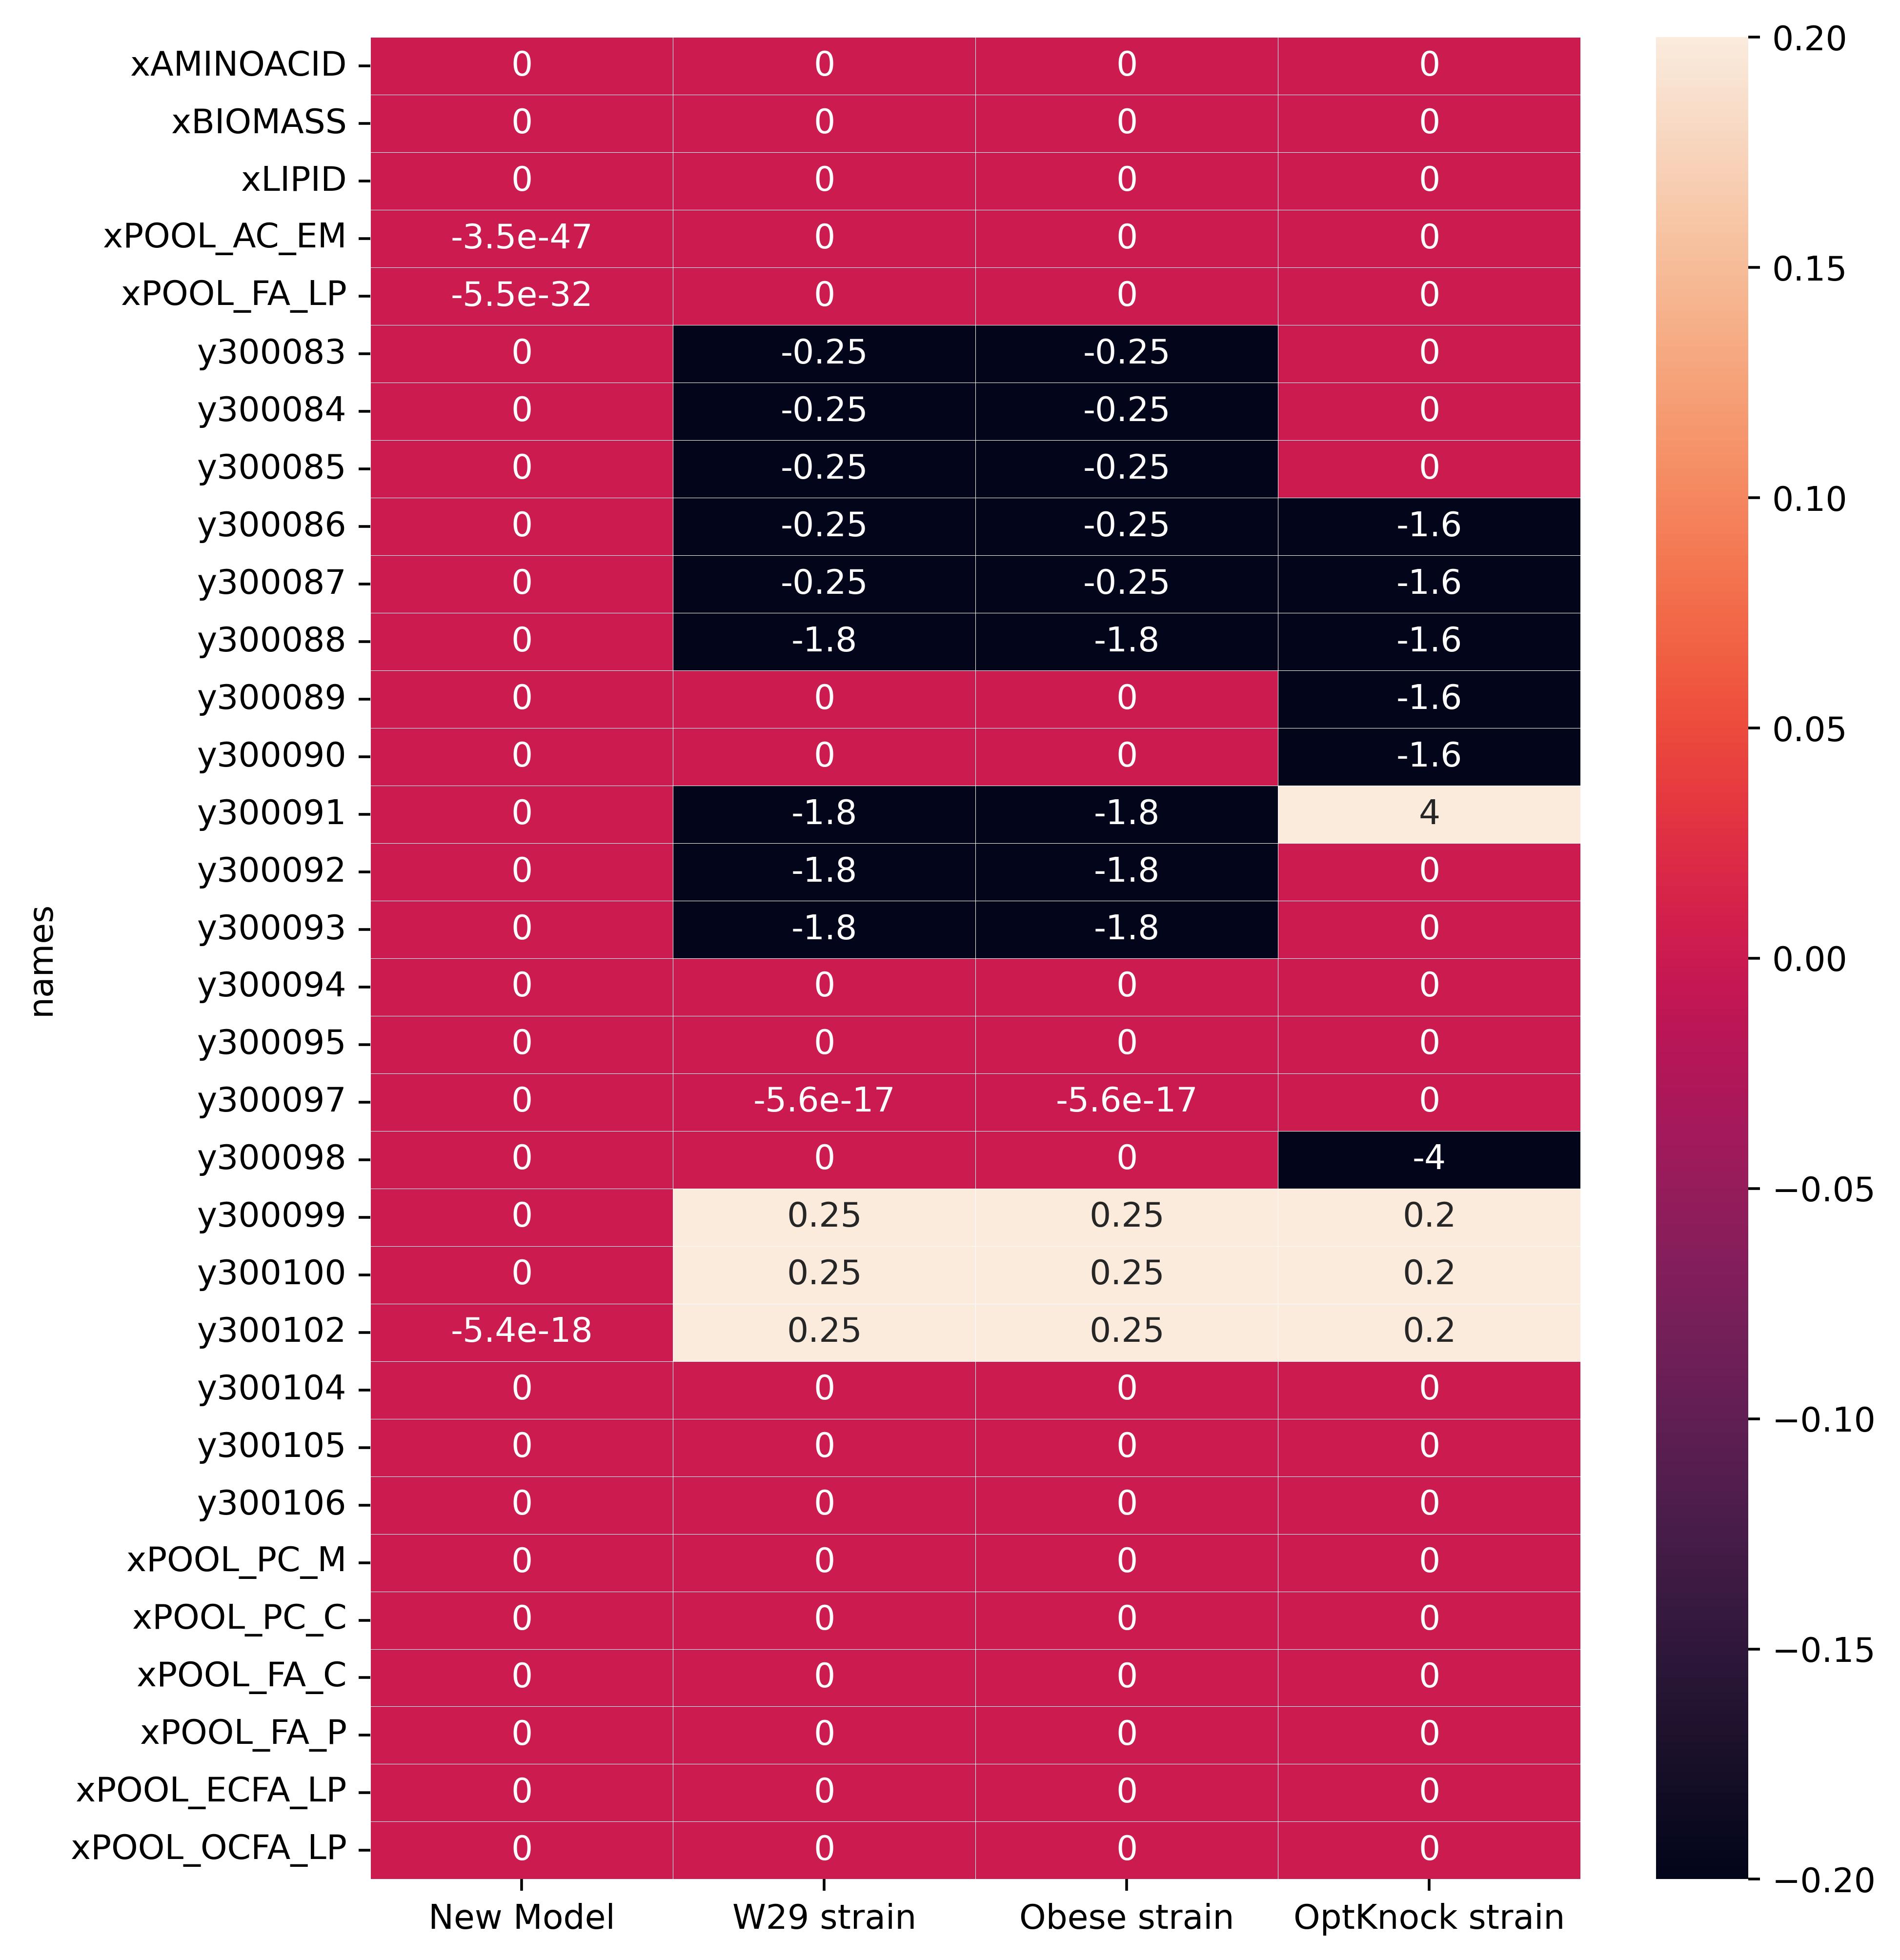 xAMINOACID 0 0 0 0
xBIOMASS 0 0 0 0
xLIPID 0 0 0 0
xPOOL_AC_EM -3.5e-47 0 0 0
xPOOL_FA_LP -5.5e-32 0 0 0
y300083 0 -0.25 -0.25 0
y300084 0 -0.25 -0.25 0
y300085 0 -0.25 -0.25 0
y300086 0 -0.25 -0.25 -1.6
y300087 0 -0.25 -0.25 -1.6
y300088 0 -1.8 -1.8 -1.6
y300089 0 0 0 -1.6
y300090 0 0 0 -1.6
y300091 0 -1.8 -1.8 4
y300092 0 -1.8 -1.8 0
y300093 0 -1.8 -1.8 0
y300094 0 0 0 0
y300095 0 0 0 0
y300097 0 -5.6e-17 -5.6e-17 0
y300098 0 0 0 -4
y300099 0 0.25 0.25 0.2
y300100 0 0.25 0.25 0.2
y300102 -5.4e-18 0.25 0.25 0.2
y300104 0 0 0 0
y300105 0 0 0 0
y300106 0 0 0 0
xPOOL_PC_M 0 0 0 0
xPOOL_PC_C 0 0 0 0
xPOOL_FA_C 0 0 0 0
xPOOL_FA_P 0 0 0 0
xPOOL_ECFA_LP 0 0 0 0
xPOOL_OCFA_LP 0 0 0 0
New Model W29 strain Obese strain OptKnock strain
names
0.20
0.15
0.10
0.05
0.00
−0.05
−0.10
−0.15
−0.20